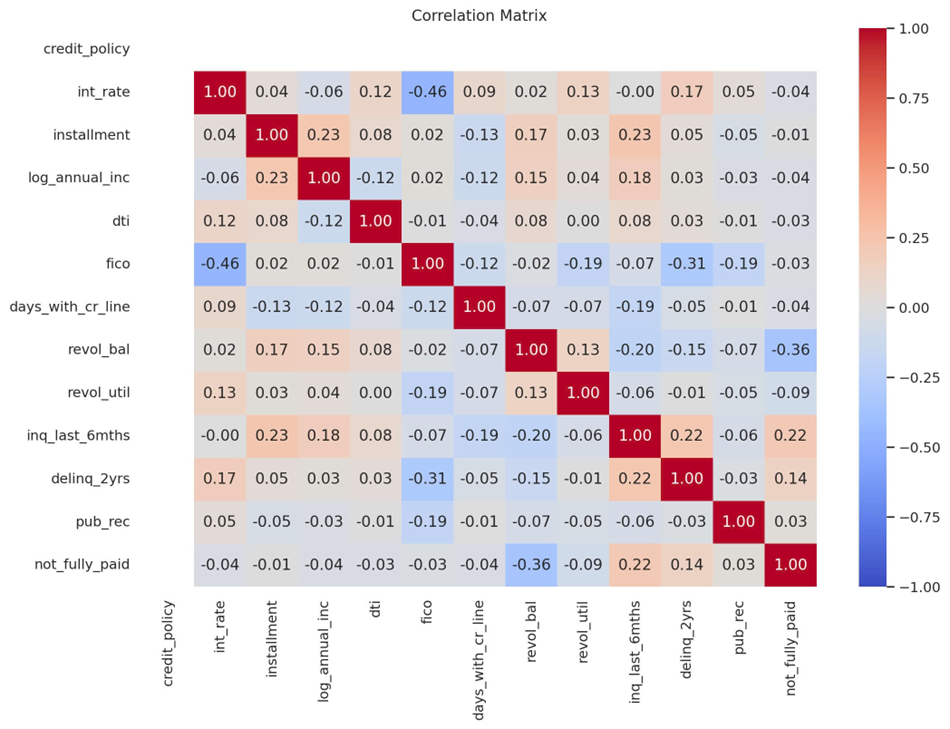 Correlation Matrix
credit_policy
int_rate 1.00 0.04 -0.06 0.12 -0.46 0.09 0.02 0.13 -0.00 0.17 0.05 -0.04
installment 0.04 1.00 0.23 0.08 0.02 -0.13 0.17 0.03 0.23 0.05 -0.05 -0.01
log_annual_inc -0.06 0.23 1.00 -0.12 0.02 -0.12 0.15 0.04 0.18 0.03 -0.03 -0.04
dti 0.12 0.08 -0.12 1.00 -0.01 -0.04 0.08 0.00 0.08 0.03 -0.01 -0.03
fico -0.46 0.02 0.02 -0.01 1.00 -0.12 -0.02 -0.19 -0.07 -0.31 -0.19 -0.03
days_with_cr_line 0.09 -0.13 -0.12 -0.04 -0.12 1.00 -0.07 -0.07 -0.19 -0.05 -0.01 -0.04
revol_bal 0.02 0.17 0.15 0.08 -0.02 -0.07 1.00 0.13 -0.20 -0.15 -0.07 -0.36
revol_util 0.13 0.03 0.04 0.00 -0.19 -0.07 0.13 1.00 -0.06 -0.01 -0.05 -0.09
inq_last_6mths -0.00 0.23 0.18 0.08 -0.07 -0.19 -0.20 -0.06 1.00 0.22 -0.06 0.22
delinq_2yrs 0.17 0.05 0.03 0.03 -0.31 -0.05 -0.15 -0.01 0.22 1.00 -0.03 0.14
pub_rec 0.05 -0.05 -0.03 -0.01 -0.19 -0.01 -0.07 -0.05 -0.06 -0.03 1.00 0.03
not_fully_paid -0.04 -0.01 -0.04 -0.03 -0.03 -0.04 -0.36 -0.09 0.22 0.14 0.03 1.00
credit_policy
int_rate
installment
log_annual_inc
dti
fico
days_with_cr_line
revol_bal
revol_util
inq_last_6mths
delinq_2yrs
pub_rec
not_fully_paid
1.00
0.75
0.50
0.25
0.00
−0.25
−0.50
−0.75
−1.00